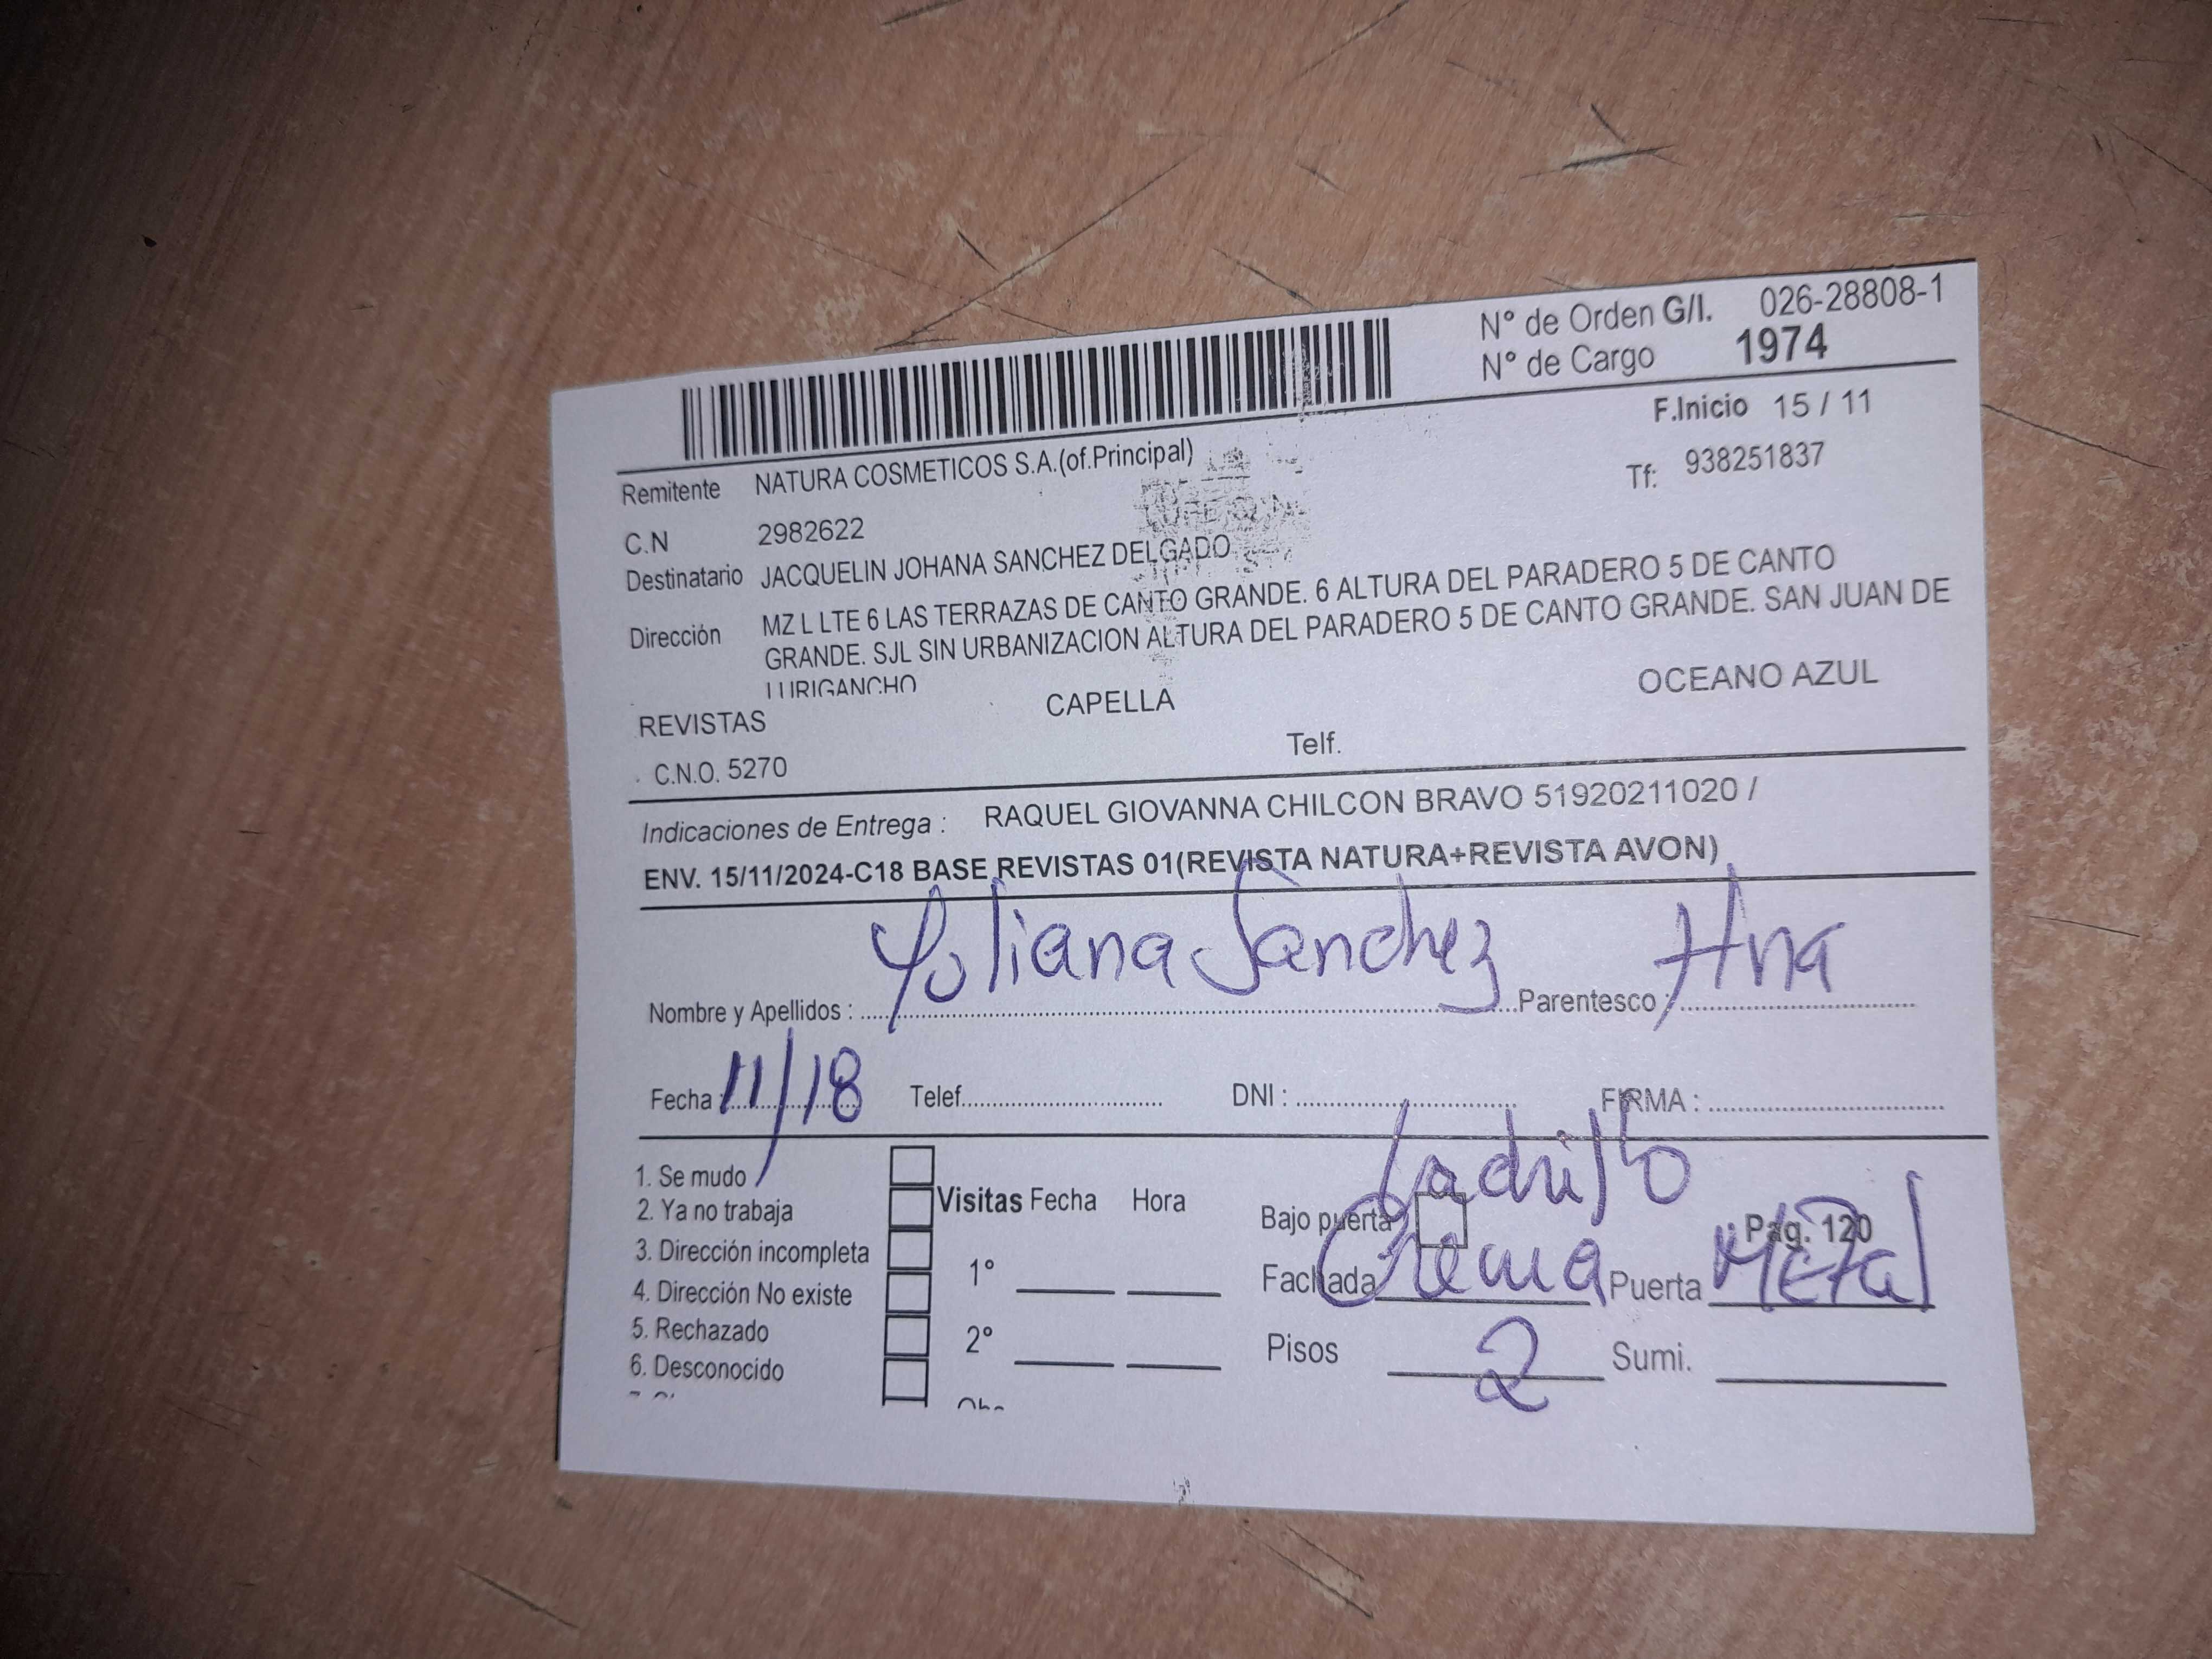 N° de Orden G/I. 026-28808-1
N° de Cargo 1974
F.Inicio 15 / 11
Remitente NATURA COSMETICOS S.A.(of.Principal)
Tf: 938251837
C.N 2982622
Destinatario JACQUELIN JOHANA SANCHEZ DELGADO
Dirección MZ L LTE 6 LAS TERRAZAS DE CANTO GRANDE. 6 ALTURA DEL PARADERO 5 DE CANTO
GRANDE. SJL SIN URBANIZACION ALTURA DEL PARADERO 5 DE CANTO GRANDE. SAN JUAN DE
LURIGANCHO
REVISTAS CAPELLA OCEANO AZUL
. C.N.O. 5270 Telf.
Indicaciones de Entrega : RAQUEL GIOVANNA CHILCON BRAVO 51920211020 /
ENV. 15/11/2024-C18 BASE REVISTAS 01(REVISTA NATURA+REVISTA AVON)
Nombre y Apellidos : Yuliana Sanchez Parentesco : Hna
Fecha : 11/18 Telef. DNI : FIRMA :
Ladrillo
1. Se mudo
2. Ya no trabaja
3. Dirección incompleta
4. Dirección No existe
5. Rechazado
6. Desconocido
Visitas Fecha Hora
1°
2°
Bajo puerta Pag. 120
Fachada Crema Puerta Metal
Pisos 2 Sumi.